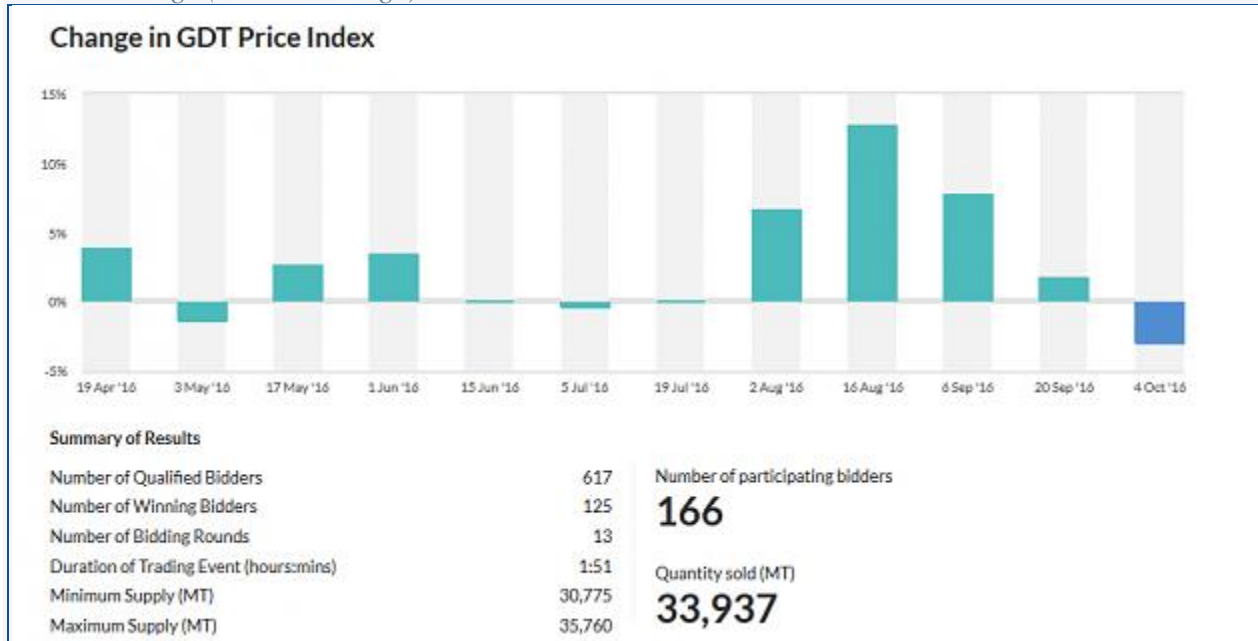 Change in GDT Price Index
15%
10%
5%
0%
-5%
19 Apr '16 3 May '16 17 May '16 1 Jun '16 15 Jun '16 5 Jul '16 19 Jul '16 2 Aug '16 16 Aug '16 6 Sep '16 20 Sep '16 4 Oct '16
Summary of Results
Number of Qualified Bidders 617
Number of Winning Bidders 125
Number of Bidding Rounds 13
Duration of Trading Event (hours:mins) 1:51
Minimum Supply (MT) 30,775
Maximum Supply (MT) 35,760
Number of participating bidders
166
Quantity sold (MT)
33,937